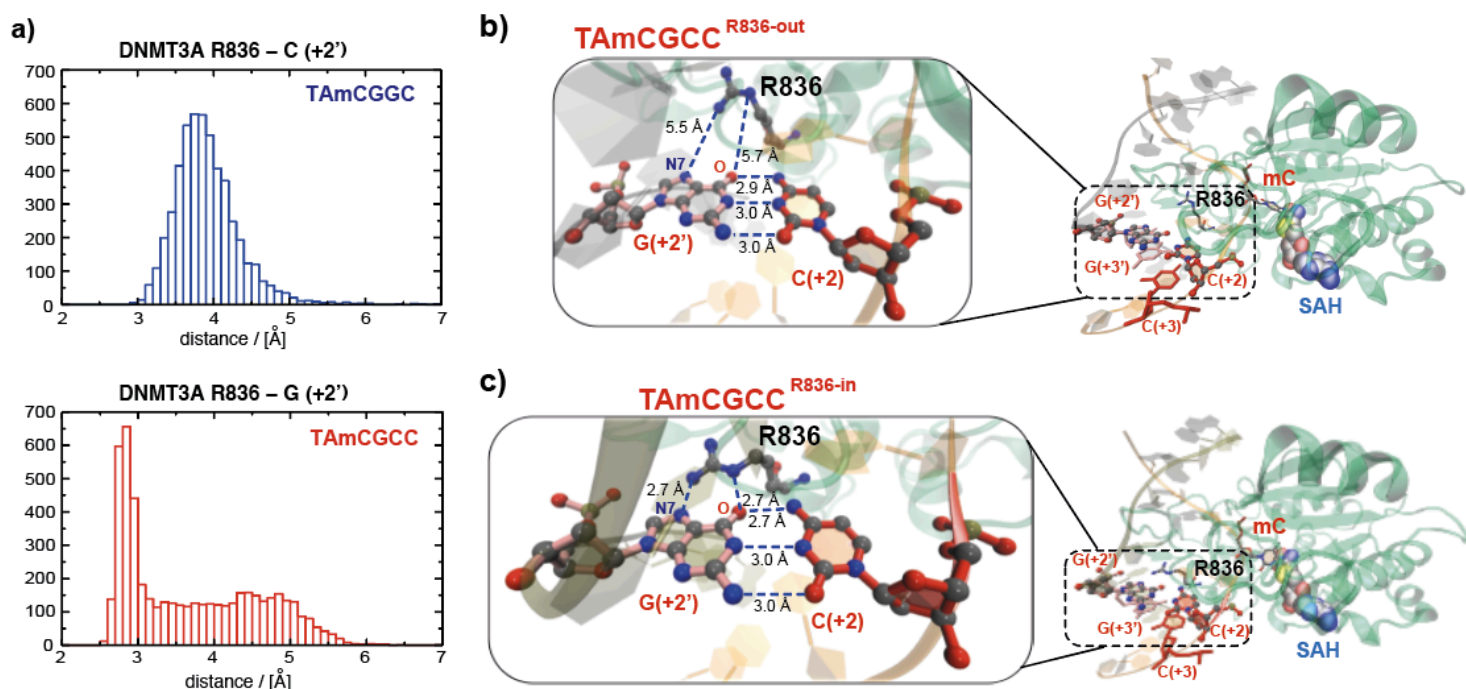 a)
DNMT3A R836 – C (+2')
TAmCGGC
700
600
500
400
300
200
100
0
2 3 4 5 6 7
distance / [Å]
DNMT3A R836 – G (+2')
TAmCGCC
700
600
500
400
300
200
100
0
2 3 4 5 6 7
distance / [Å]
b)
TAmCGCC R836-out
R836
5.5 Å
5.7 Å
N7
O
2.9 Å
3.0 Å
3.0 Å
G(+2')
C(+2)
mC
R836
G(+2')
G(+3')
C(+2)
C(+3)
SAH
c)
TAmCGCC R836-in
R836
2.7 Å
N7
O
2.7 Å
2.7 Å
3.0 Å
3.0 Å
G(+2')
C(+2)
mC
G(+2')
R836
G(+3')
C(+2)
C(+3)
SAH